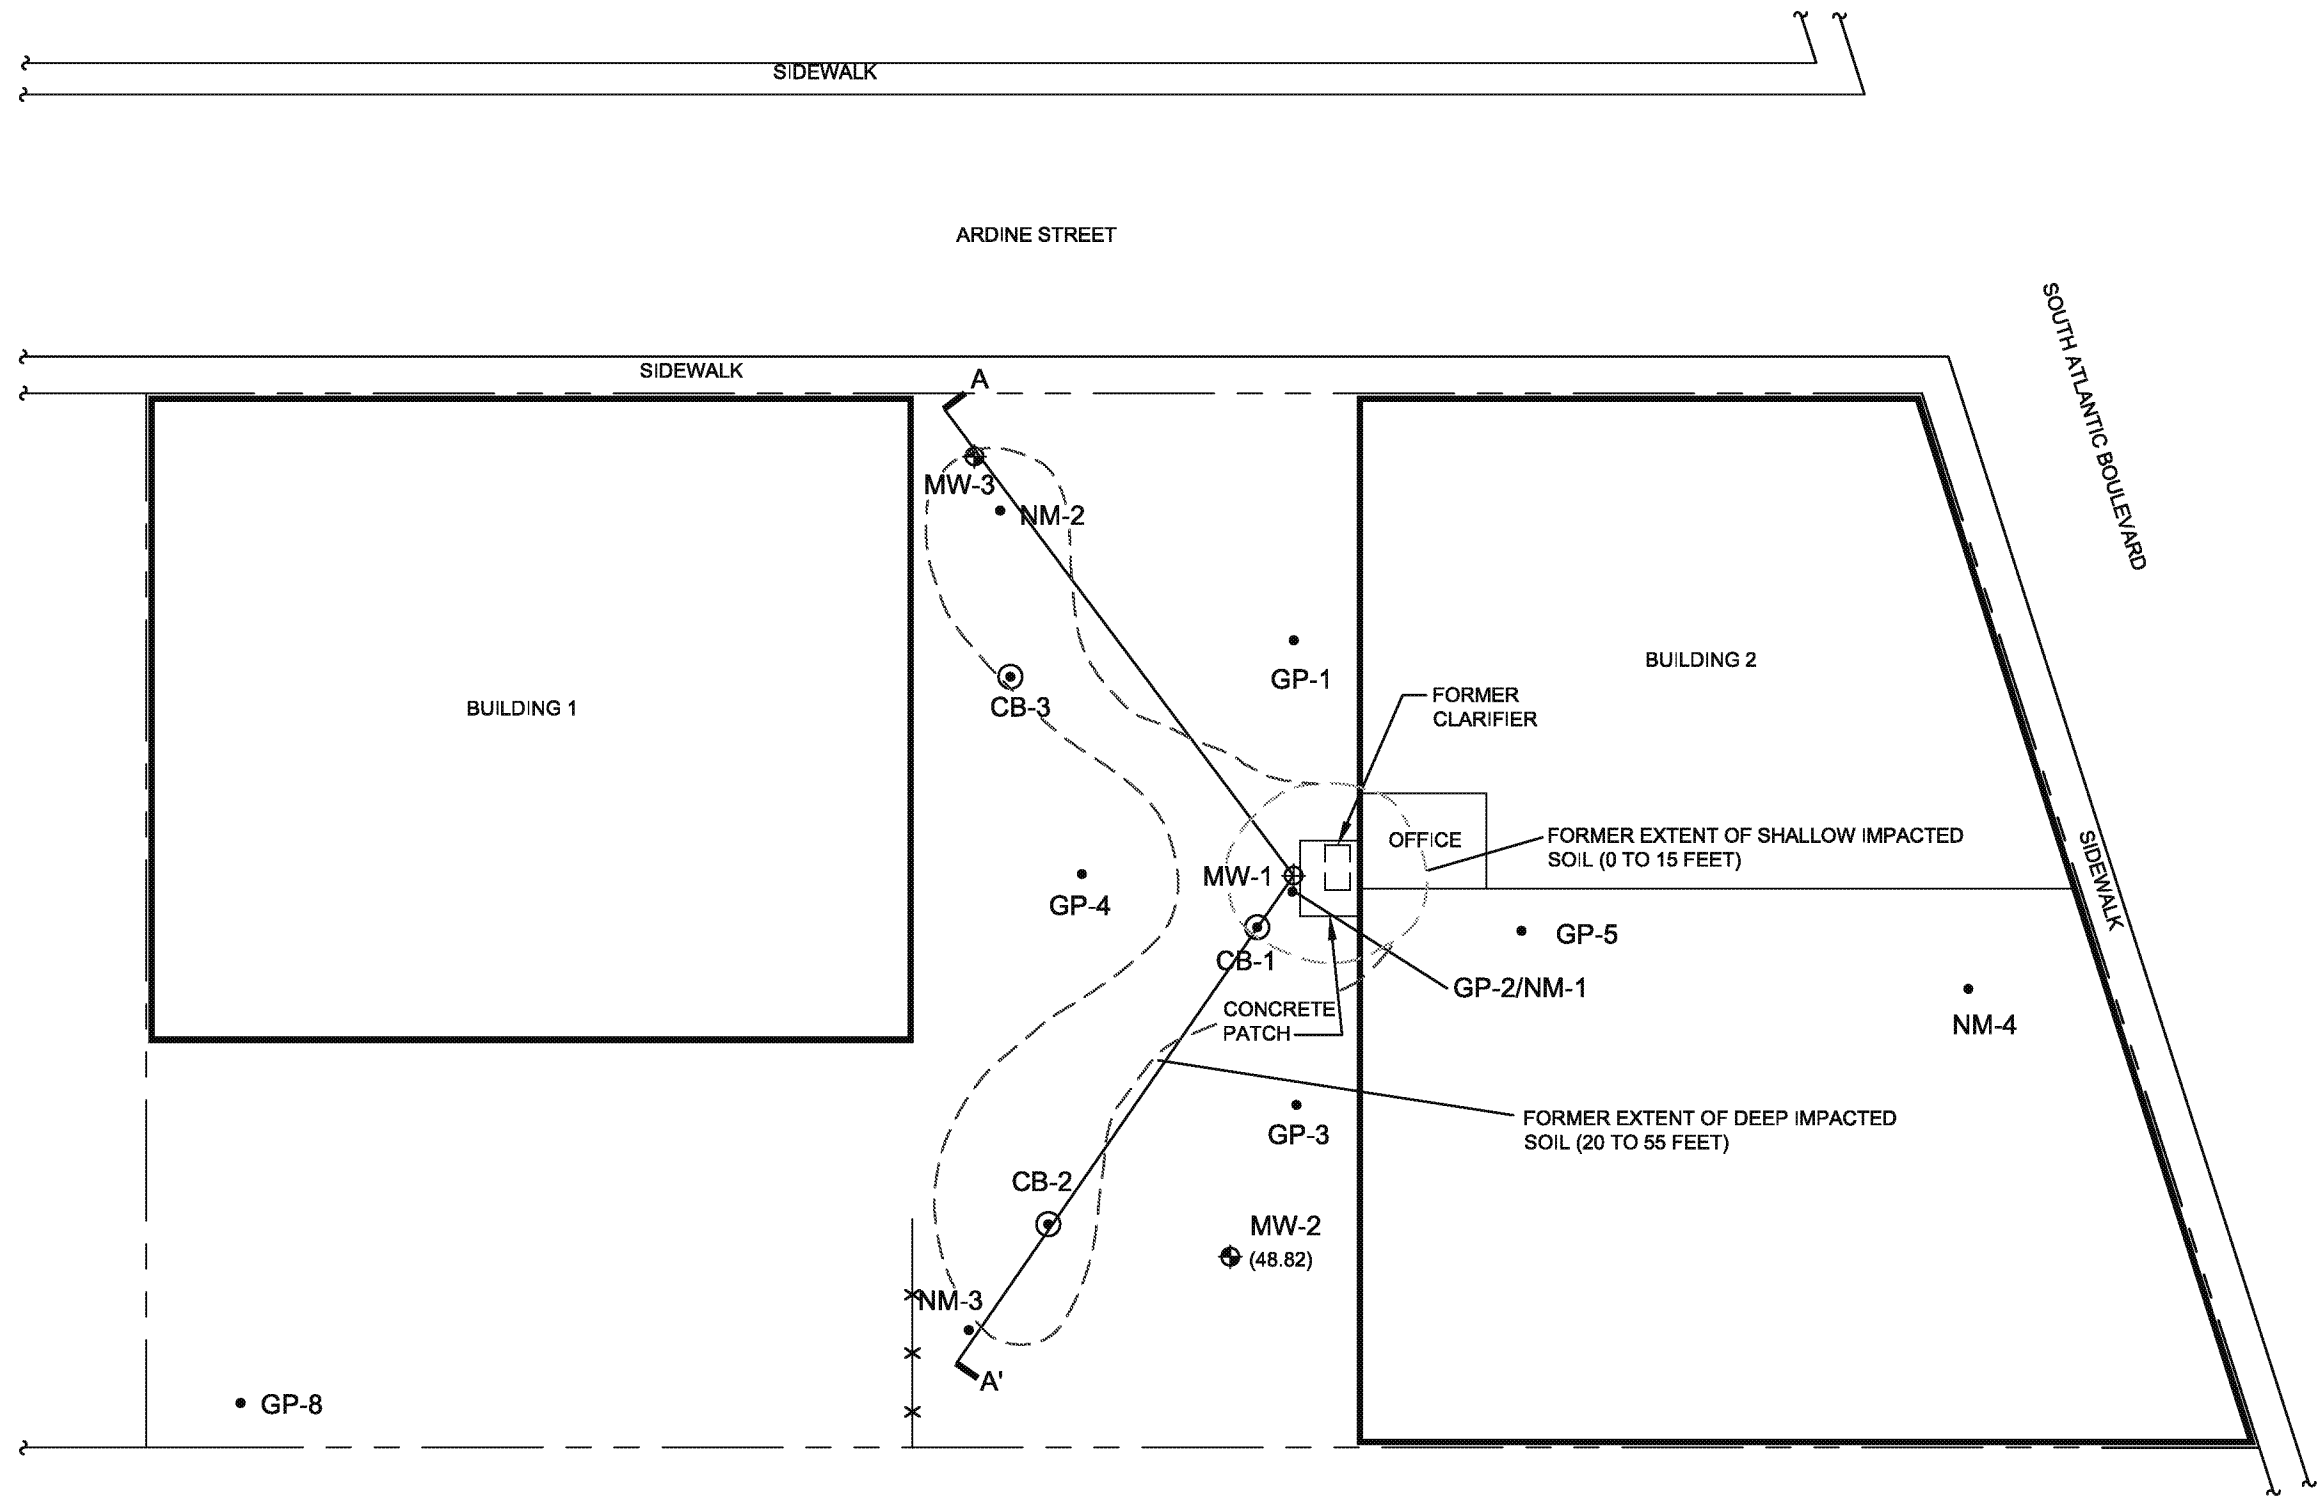 SIDEWALK
ARDINE STREET
SOUTH ATLANTIC BOULEVARD
SIDEWALK
A
MW-3
NM-2
GP-1
BUILDING 2
FORMER
CLARIFIER
CB-3
BUILDING 1
OFFICE
FORMER EXTENT OF SHALLOW IMPACTED
SOIL (0 TO 15 FEET)
SIDEWALK
MW-1
GP-4
GP-5
CB-1
GP-2/NM-1
CONCRETE
PATCH
NM-4
GP-3
FORMER EXTENT OF DEEP IMPACTED
SOIL (20 TO 55 FEET)
CB-2
MW-2
(48.82)
NM-3
A'
GP-8